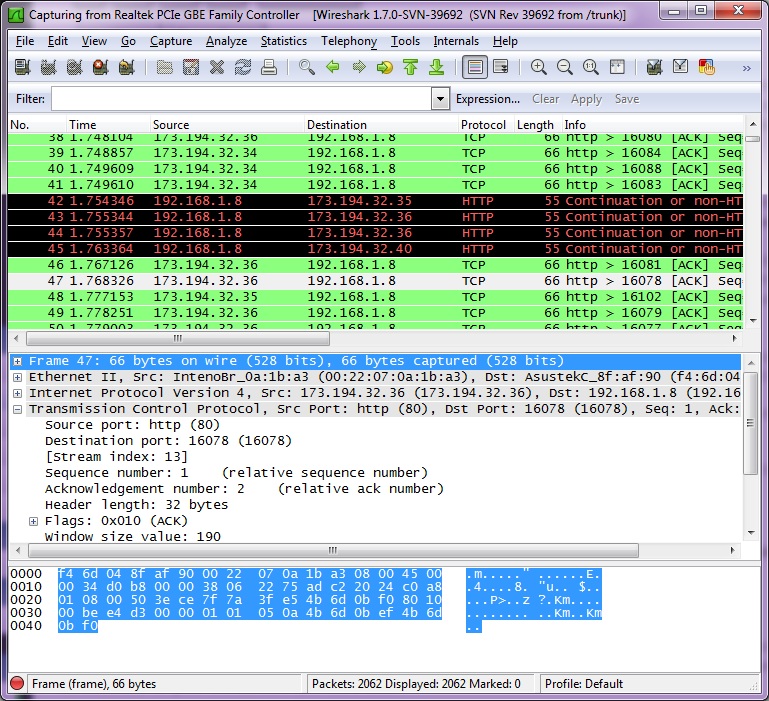 Capturing from Realtek PCIe GBE Family Controller [Wireshark 1.7.0-SVN-39692 (SVN Rev 39692 from /trunk)]
File Edit View Go Capture Analyze Statistics Telephony Tools Internals Help
Filter: Expression... Clear Apply Save
No. Time Source Destination Protocol Length Info
38 1.748104 173.194.32.36 192.168.1.8 TCP 66 http > 16080 [ACK] Seq
39 1.748857 173.194.32.34 192.168.1.8 TCP 66 http > 16084 [ACK] Seq
40 1.749609 173.194.32.34 192.168.1.8 TCP 66 http > 16088 [ACK] Seq
41 1.749610 173.194.32.34 192.168.1.8 TCP 66 http > 16083 [ACK] Seq
42 1.754346 192.168.1.8 173.194.32.35 HTTP 55 Continuation or non-HT
43 1.755344 192.168.1.8 173.194.32.36 HTTP 55 Continuation or non-HT
44 1.755357 192.168.1.8 173.194.32.36 HTTP 55 Continuation or non-HT
45 1.763364 192.168.1.8 173.194.32.40 HTTP 55 Continuation or non-HT
46 1.767126 173.194.32.36 192.168.1.8 TCP 66 http > 16081 [ACK] Seq
47 1.768326 173.194.32.36 192.168.1.8 TCP 66 http > 16078 [ACK] Seq
48 1.777153 173.194.32.35 192.168.1.8 TCP 66 http > 16102 [ACK] Seq
49 1.778251 173.194.32.36 192.168.1.8 TCP 66 http > 16079 [ACK] Seq
50 1.779003 173.194.32.36 192.168.1.8 TCP 66 http > 16077 [ACK] Seq
Frame 47: 66 bytes on wire (528 bits), 66 bytes captured (528 bits)
Ethernet II, Src: IntenoBr_0a:1b:a3 (00:22:07:0a:1b:a3), Dst: AsustekC_8f:af:90 (f4:6d:04
Internet Protocol Version 4, Src: 173.194.32.36 (173.194.32.36), Dst: 192.168.1.8 (192.16
Transmission Control Protocol, Src Port: http (80), Dst Port: 16078 (16078), Seq: 1, Ack:
Source port: http (80)
Destination port: 16078 (16078)
[Stream index: 13]
Sequence number: 1 (relative sequence number)
Acknowledgement number: 2 (relative ack number)
Header length: 32 bytes
Flags: 0x010 (ACK)
Window size value: 190
0000 f4 6d 04 8f af 90 00 22 07 0a 1b a3 08 00 45 00 .m....." ......E.
0010 00 34 d0 b8 00 00 38 06 22 75 ad c2 20 24 c0 a8 .4....8. "u.. $..
0020 01 08 00 50 3e ce 7f 7a 3f e5 4b 6d 0b f0 80 10 ...P>..z ?.Km....
0030 00 be e4 d3 00 00 01 01 05 0a 4b 6d 0b ef 4b 6d ........ ..Km..Km
0040 0b f0 ..
Frame (frame), 66 bytes Packets: 2062 Displayed: 2062 Marked: 0 Profile: Default